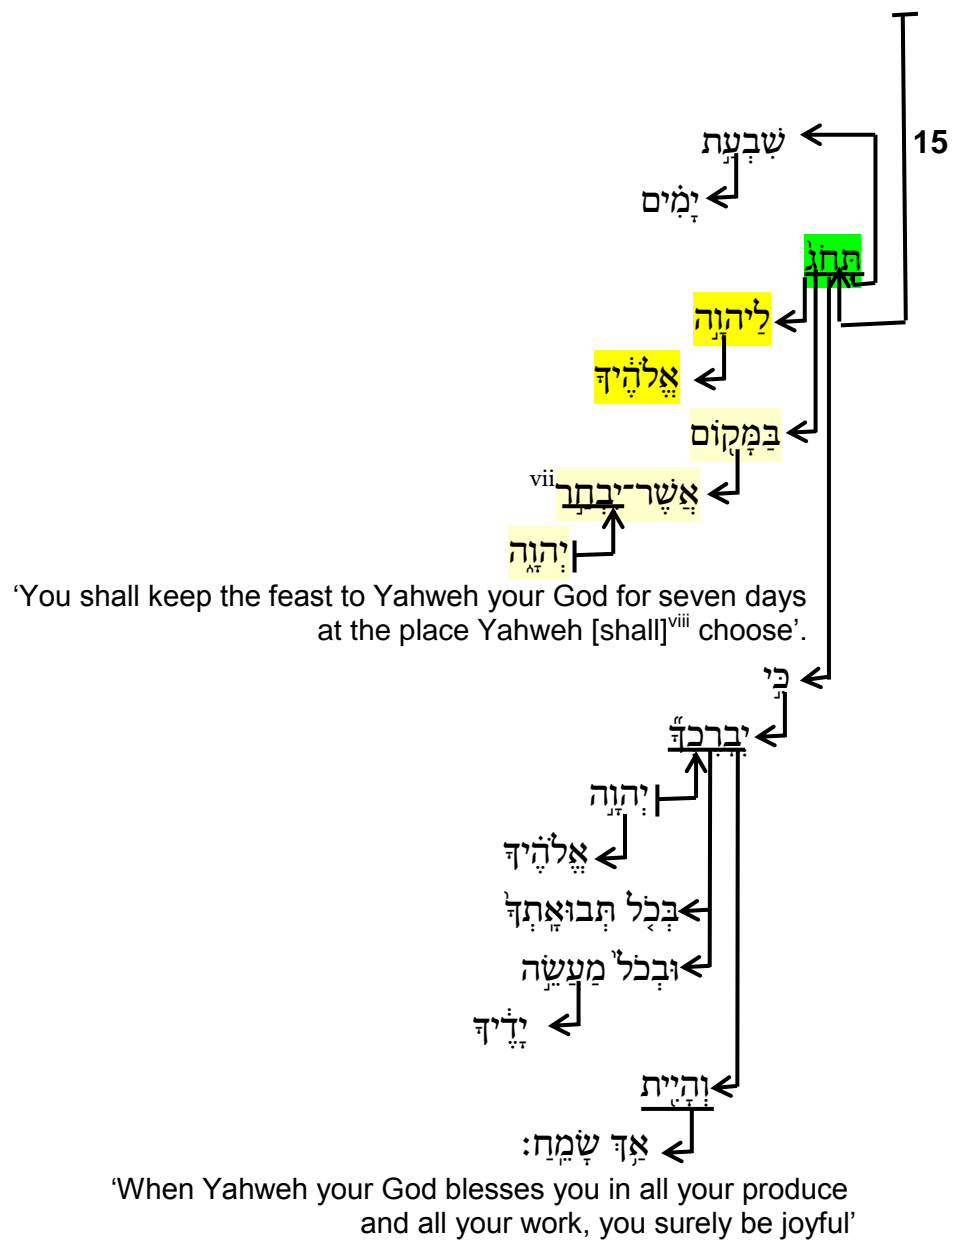 15
שִׁבְעַ֣ת
יָמִ֗ים
תָּחֹג֙
לַיהוָ֣ה
אֱלֹהֶ֔יךָ
בַּמָּק֖וֹם
אֲשֶׁר־יִבְחַ֣ר vii
יְהוָ֑ה
‘You shall keep the feast to Yahweh your God for seven days
at the place Yahweh [shall]viii choose’.
כִּ֣י
יְבָרֶכְךָ֞
יְהוָ֣ה
אֱלֹהֶ֗יךָ
בְּכֹ֤ל תְּבוּאָֽתְךָ֙
וּבְכֹל֙ מַעֲשֵׂ֣ה
יָדֶ֔יךָ
וְהָיִ֖יתָ
אַ֥ךְ שָׂמֵֽחַ׃
‘When Yahweh your God blesses you in all your produce
and all your work, you surely be joyful’